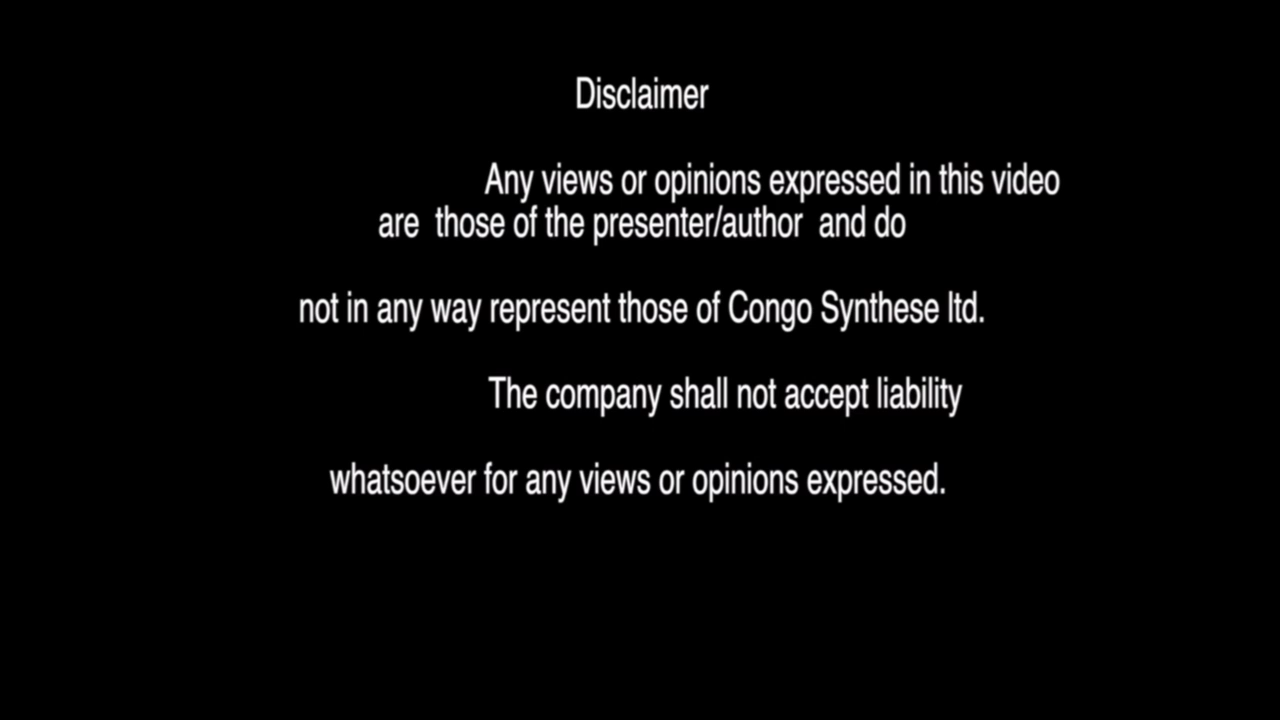 Disclaimer
Any views or opinions expressed in this video
are those of the presenter/author and do
not in any way represent those of Congo Synthese ltd.
The company shall not accept liability
whatsoever for any views or opinions expressed.